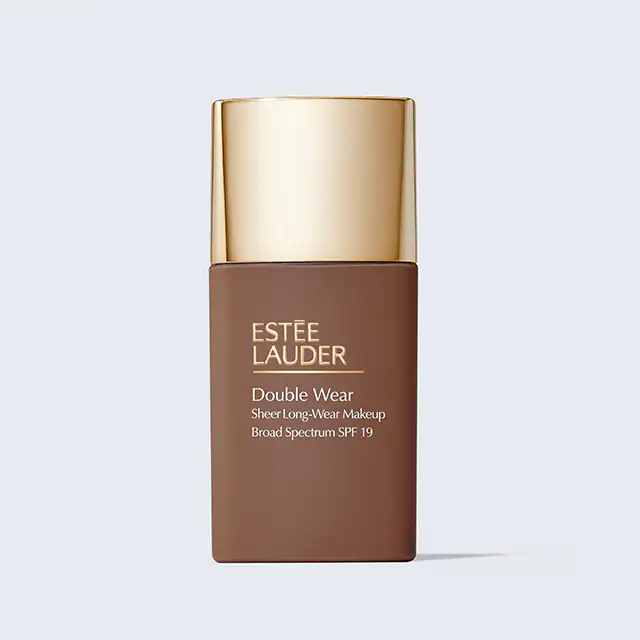 ESTĒE
LAUDER
Double Wear
Sheer Long-Wear Makeup
Broad Spectrum SPF 19